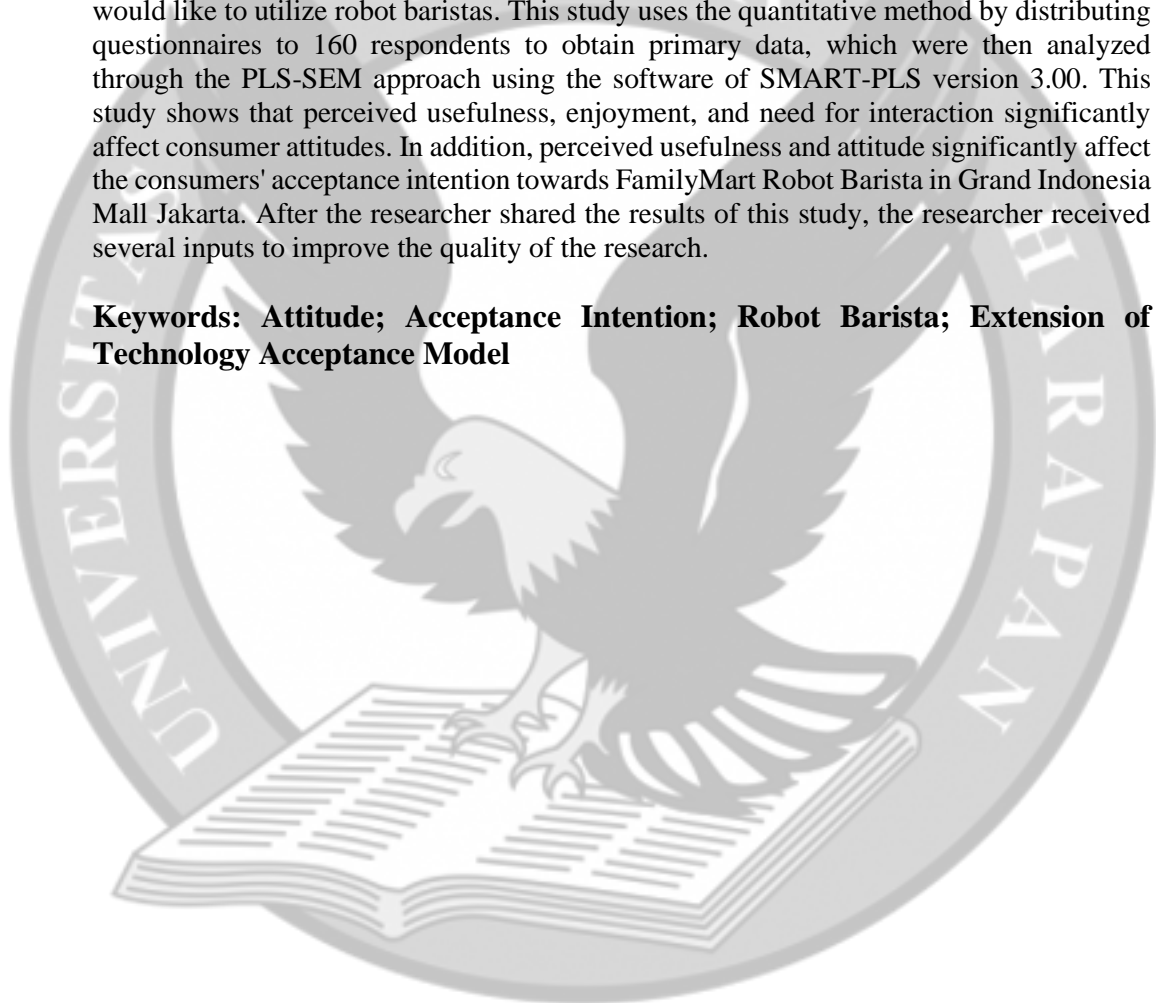 would like to utilize robot baristas. This study uses the quantitative method by distributing
questionnaires to 160 respondents to obtain primary data, which were then analyzed
through the PLS-SEM approach using the software of SMART-PLS version 3.00. This
study shows that perceived usefulness, enjoyment, and need for interaction significantly
affect consumer attitudes. In addition, perceived usefulness and attitude significantly affect
the consumers' acceptance intention towards FamilyMart Robot Barista in Grand Indonesia
Mall Jakarta. After the researcher shared the results of this study, the researcher received
several inputs to improve the quality of the research.
Keywords: Attitude; Acceptance Intention; Robot Barista; Extension of
Technology Acceptance Model
UNIVERSITAS
HARAPAN